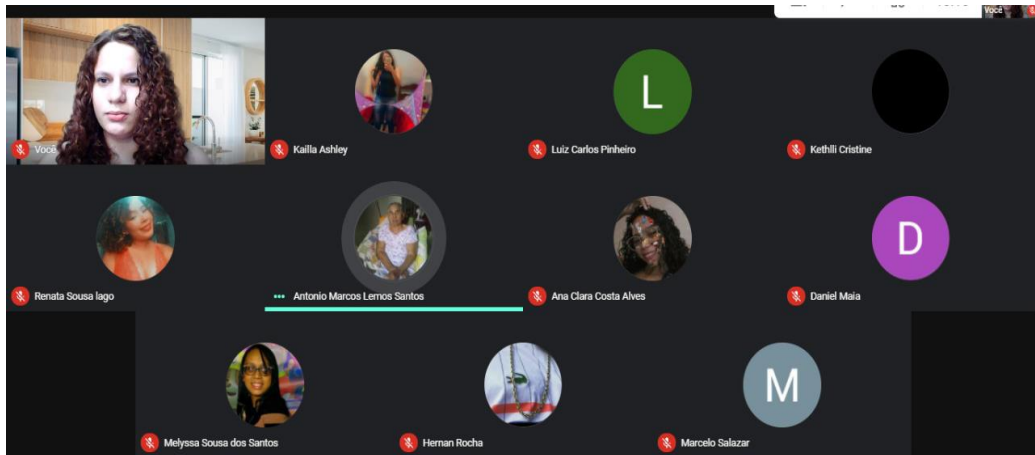 Você
Você
Kailla Ashley
L
Luiz Carlos Pinheiro
Kethlli Cristine
Renata Sousa lago
Antonio Marcos Lemos Santos
Ana Clara Costa Alves
D
Daniel Maia
Melyssa Sousa dos Santos
Hernan Rocha
M
Marcelo Salazar